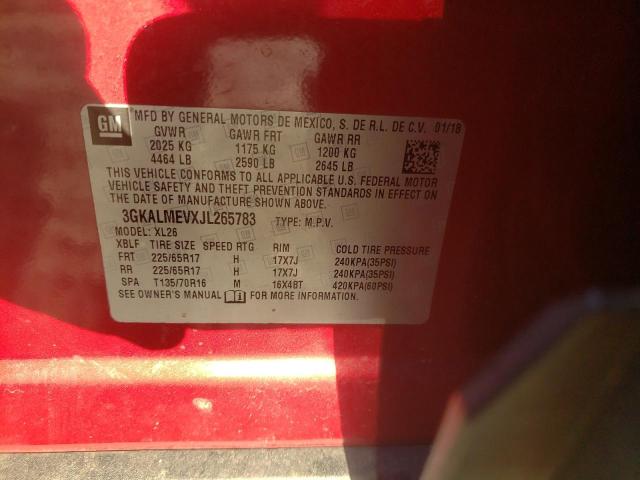 GM
MFD BY GENERAL MOTORS DE MEXICO, S. DE R.L. DE C.V. 01/18
GVWR GAWR FRT GAWR RR
2025 KG 1175 KG 1200 KG
4464 LB 2590 LB 2645 LB
THIS VEHICLE CONFORMS TO ALL APPLICABLE U.S. FEDERAL MOTOR
VEHICLE SAFETY AND THEFT PREVENTION STANDARDS IN EFFECT ON
THE DATE OF MANUFACTURE SHOWN ABOVE.
3GKALMEVXJL265783 TYPE: M.P.V.
MODEL: XL26
XBLF TIRE SIZE SPEED RTG RIM COLD TIRE PRESSURE
FRT 225/65R17 H 17X7J 240KPA(35PSI)
RR 225/65R17 H 17X7J 240KPA(35PSI)
SPA T135/70R16 M 16X4BT 420KPA(60PSI)
SEE OWNER'S MANUAL FOR MORE INFORMATION.